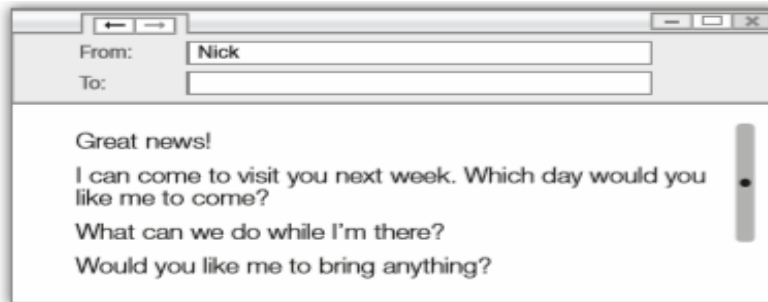 From: Nick
To:
Great news!
I can come to visit you next week. Which day would you
like me to come?
What can we do while I'm there?
Would you like me to bring anything?